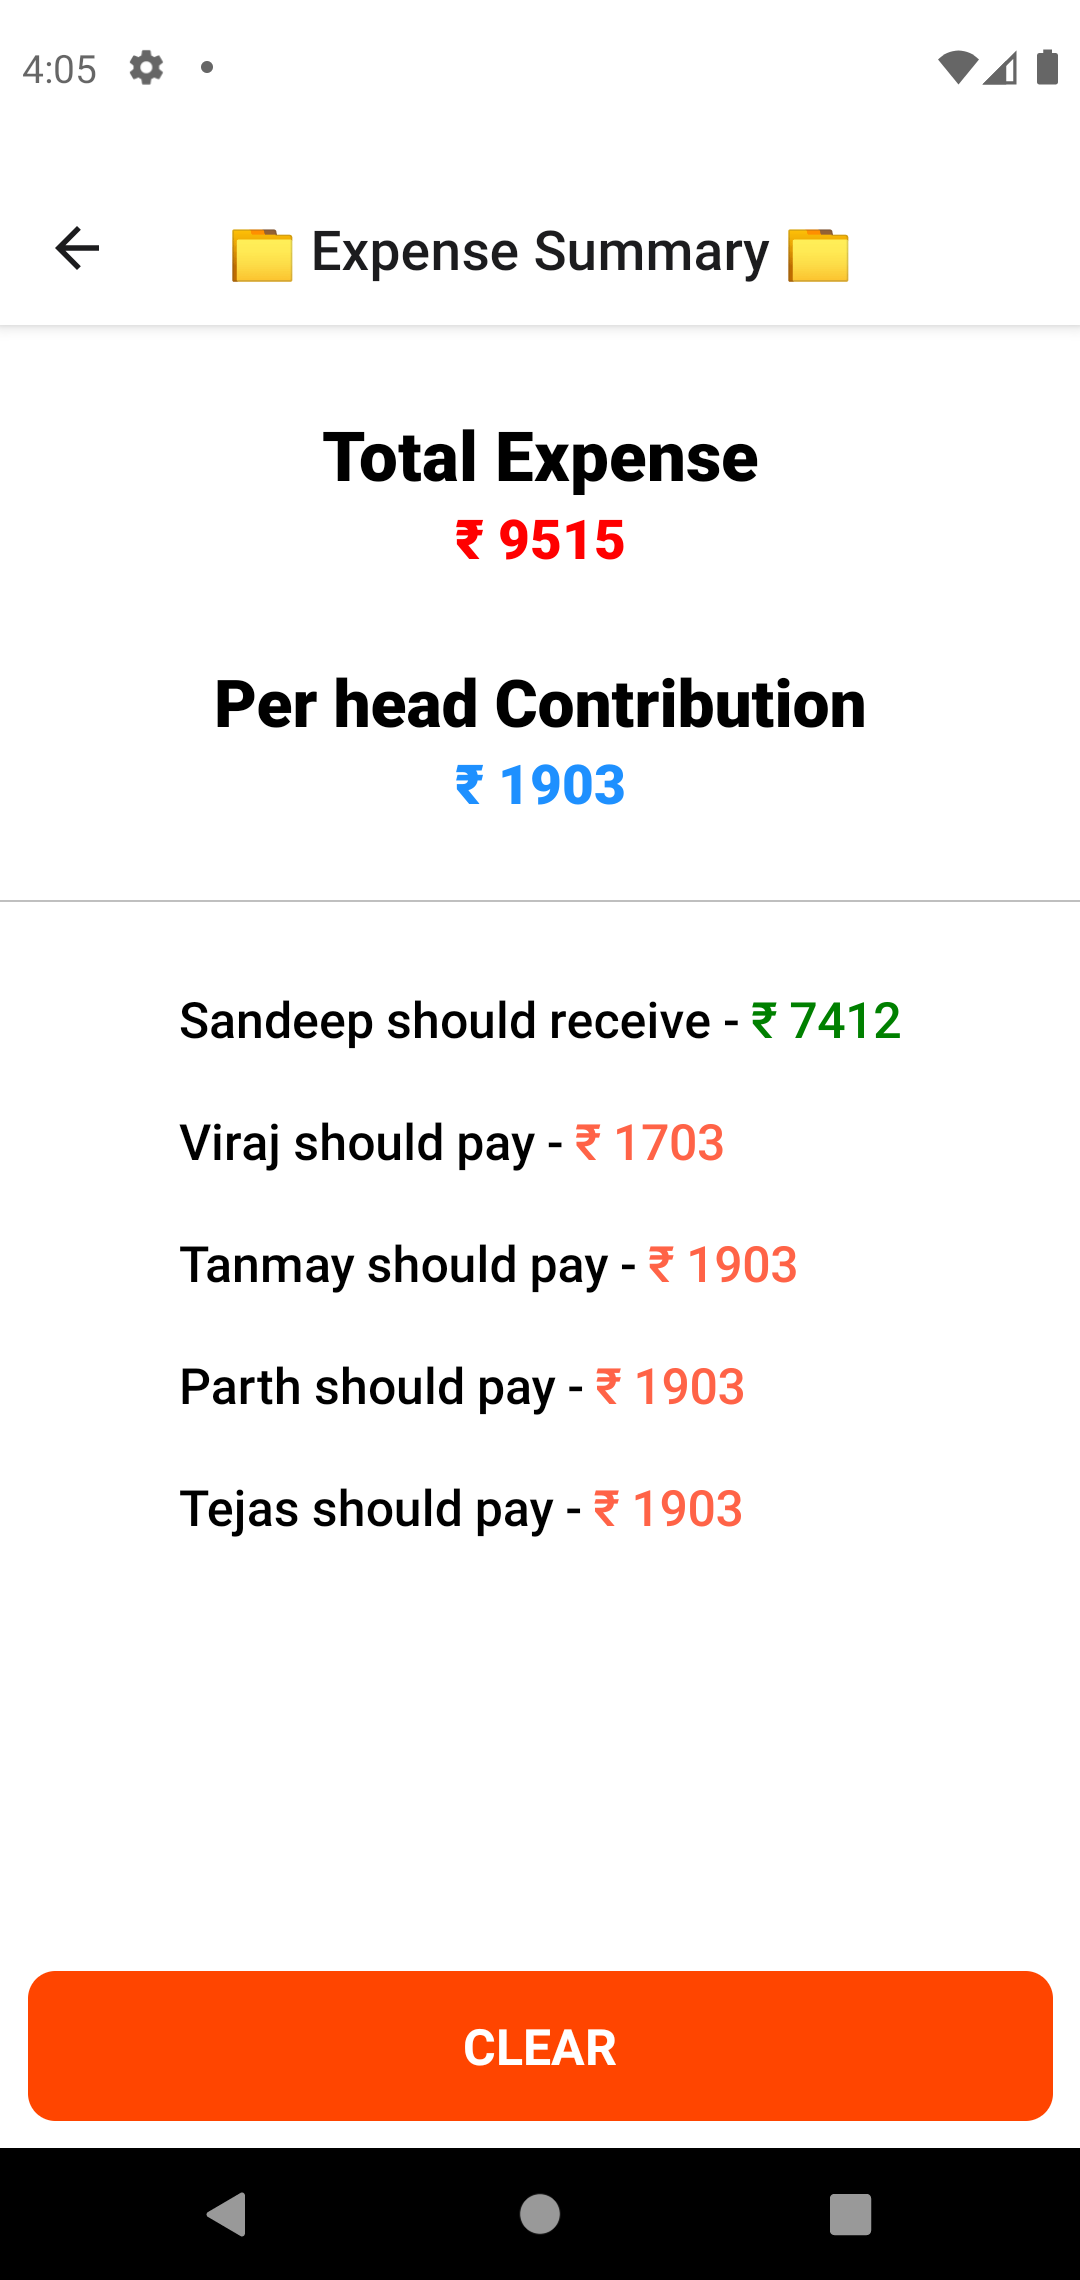 4:05
Expense Summary
Total Expense
₹ 9515
Per head Contribution
₹ 1903
Sandeep should receive - ₹ 7412
Viraj should pay - ₹ 1703
Tanmay should pay - ₹ 1903
Parth should pay - ₹ 1903
Tejas should pay - ₹ 1903
CLEAR